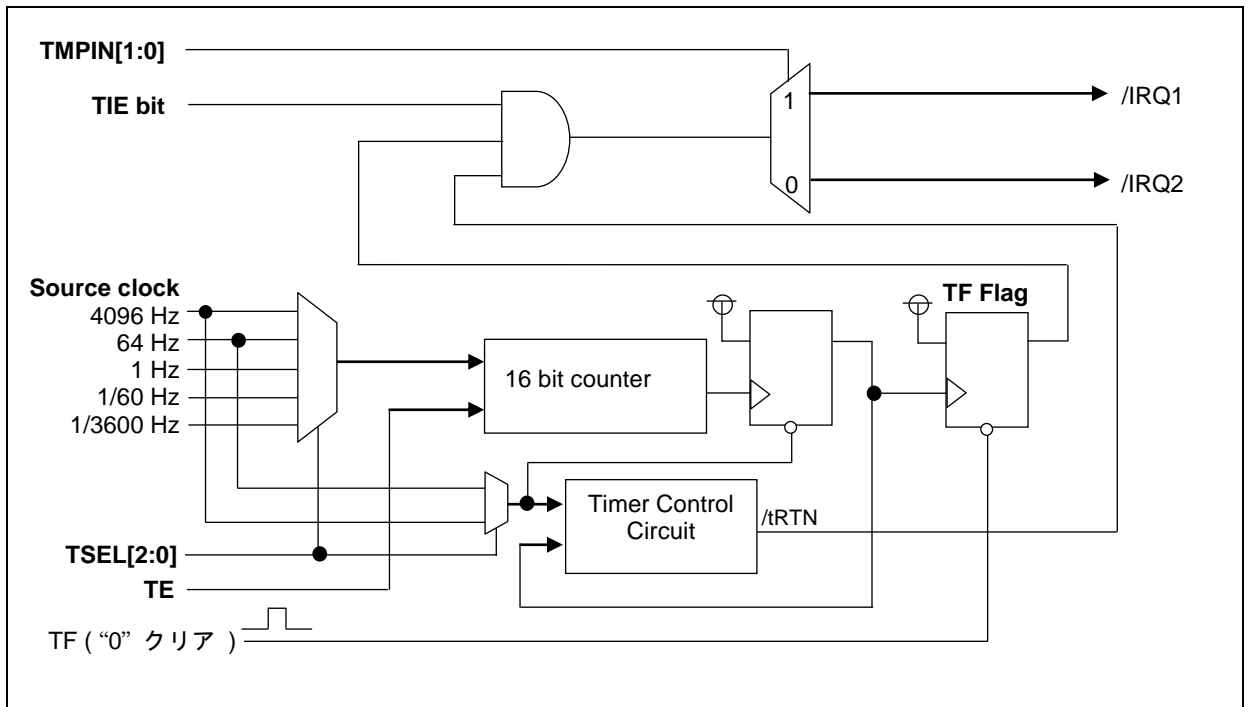 TMPIN[1:0]
TIE bit
1
0
/IRQ1
/IRQ2
Source clock
4096 Hz
64 Hz
1 Hz
1/60 Hz
1/3600 Hz
16 bit counter
TF Flag
Timer Control
Circuit
/tRTN
TSEL[2:0]
TE
TF ( “0” クリア )